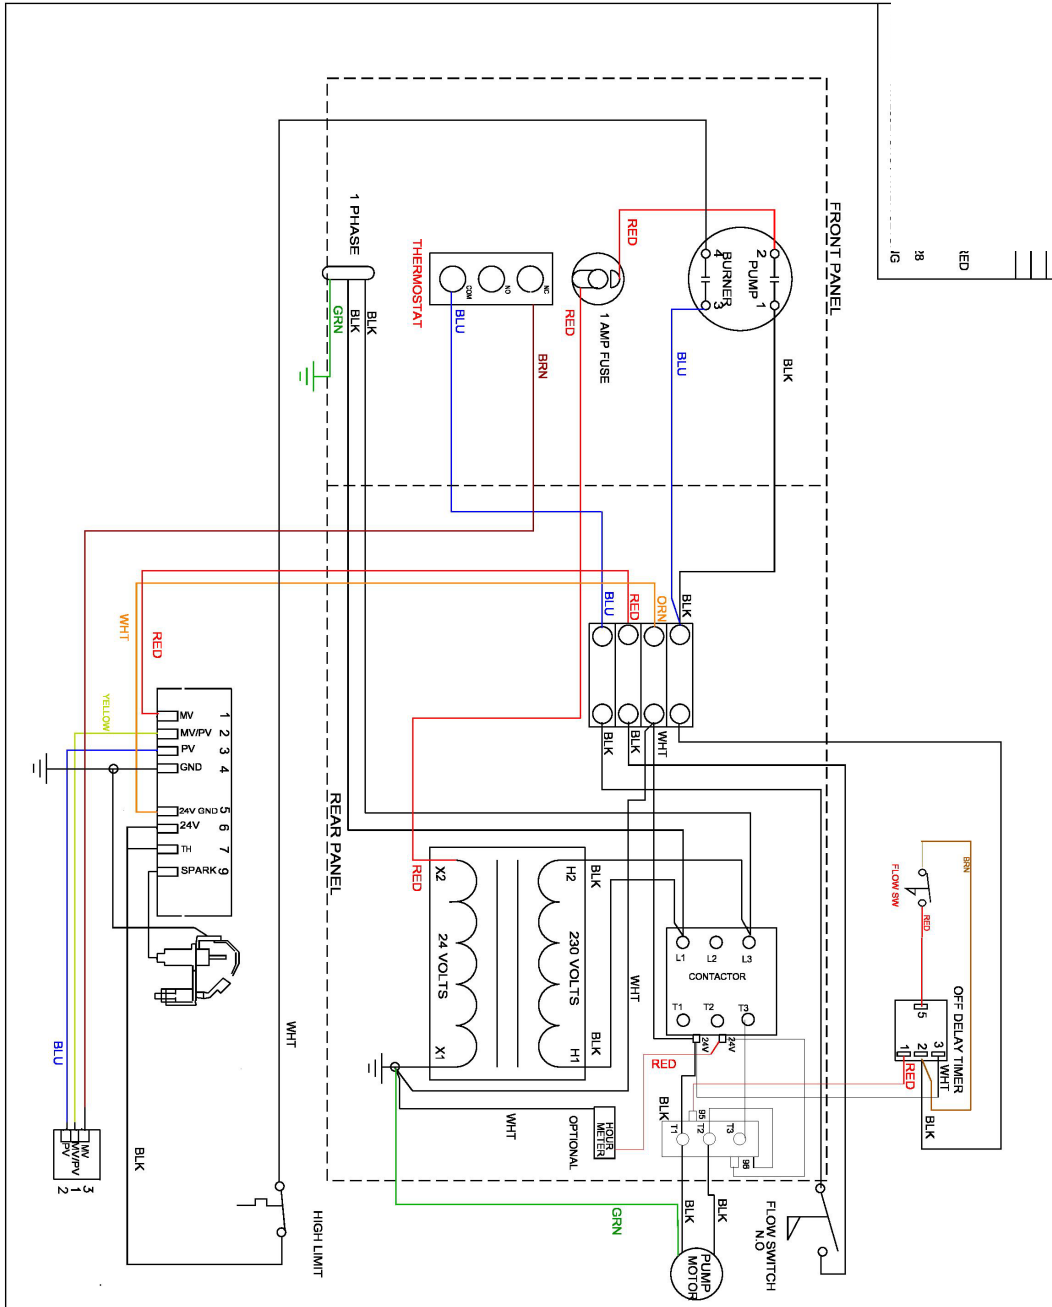 ED
28
IG
FRONT PANEL
1 PHASE
GRN
BLK
BLK
THERMOSTAT
COM
NO
NC
BLU
BRN
RED
RED
1 AMP FUSE
2
PUMP
1
4
BURNER
3
BLU
BLK
BLU
RED
ORN
BLK
BLK
BLK
WHT
WHT
RED
YELLOW
MV 1
MV/PV 2
PV 3
GND 4
24V GND 5
24V 6
TH 7
SPARK 9
REAR PANEL
RED
X2
24 VOLTS
X1
H2
230 VOLTS
H1
BLK
BLK
WHT
L1
L2
L3
CONTACTOR
T1
T2
T3
24V
24V
RED
BLK
95
T1
T2
T3
96
HOUR METER
OPTIONAL
WHT
GRN
BLK
BLK
PUMP MOTOR
FLOW SWITCH
N.O
FLOW SW
BRN
RED
OFF DELAY TIMER
5
1
2
3
RED
WHT
BLK
WHT
BLK
HIGH LIMIT
BLU
MV 3
MV/PV 1
PV 2